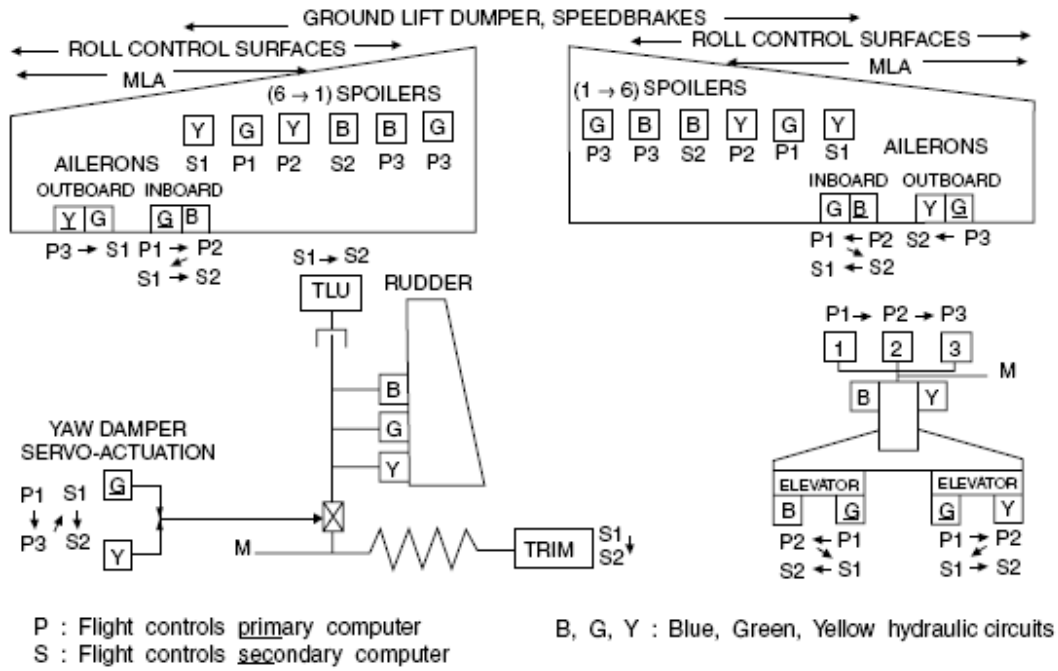 GROUND LIFT DUMPER, SPEEDBRAKES
ROLL CONTROL SURFACES
MLA
(6 → 1) SPOILERS
Y G Y B B G
S1 P1 P2 S2 P3 P3
AILERONS
OUTBOARD INBOARD
Y G G B
P3 → S1 P1 → P2
S1 → S2
ROLL CONTROL SURFACES
MLA
(1 → 6) SPOILERS
G B B Y G Y
P3 P3 S2 P2 P1 S1
AILERONS
INBOARD OUTBOARD
G B Y G
P1 ← P2 S2 ← P3
S1 ← S2
S1 → S2
TLU
RUDDER
B
G
Y
YAW DAMPER
SERVO-ACTUATION
P1 S1 G
P3 S2
Y
M
TRIM
S1
S2
P1 → P2 → P3
1 2 3
M
B Y
ELEVATOR ELEVATOR
B G G Y
P2 ← P1 P1 → P2
S2 ← S1 S1 → S2
P : Flight controls primary computer
S : Flight controls secondary computer
B, G, Y : Blue, Green, Yellow hydraulic circuits